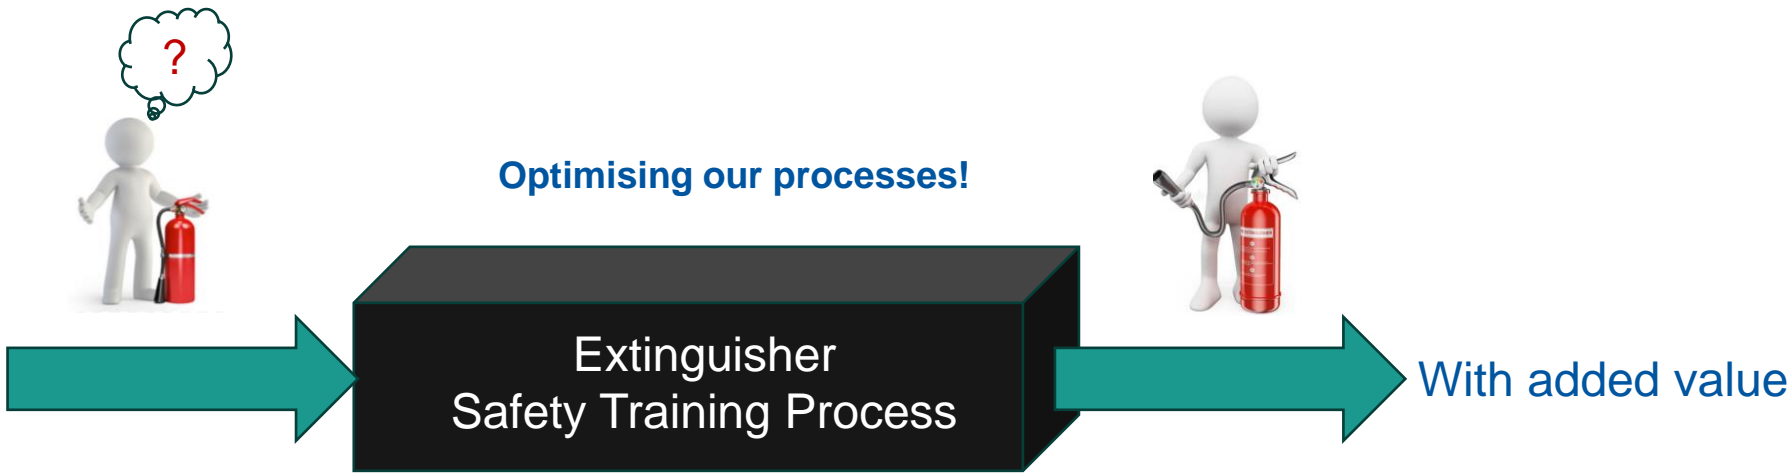 ?
Optimising our processes!
Extinguisher
Safety Training Process
With added value